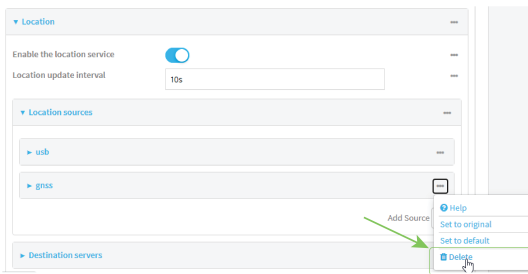 Location
Enable the location service
Location update interval
10s
Location sources
usb
gnss
Help
Add Source
Set to original
Set to default
Delete
Destination servers